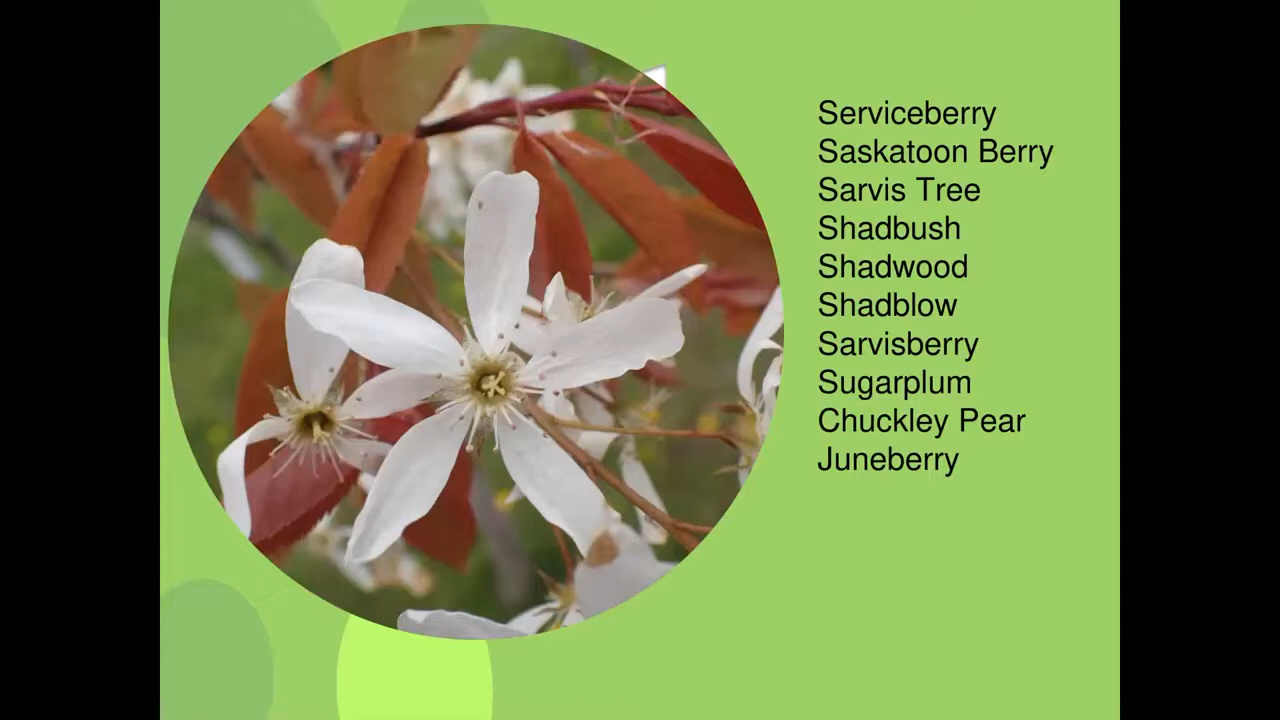 Serviceberry
Saskatoon Berry
Sarvis Tree
Shadbush
Shadwood
Shadblow
Sarvisberry
Sugarplum
Chuckley Pear
Juneberry